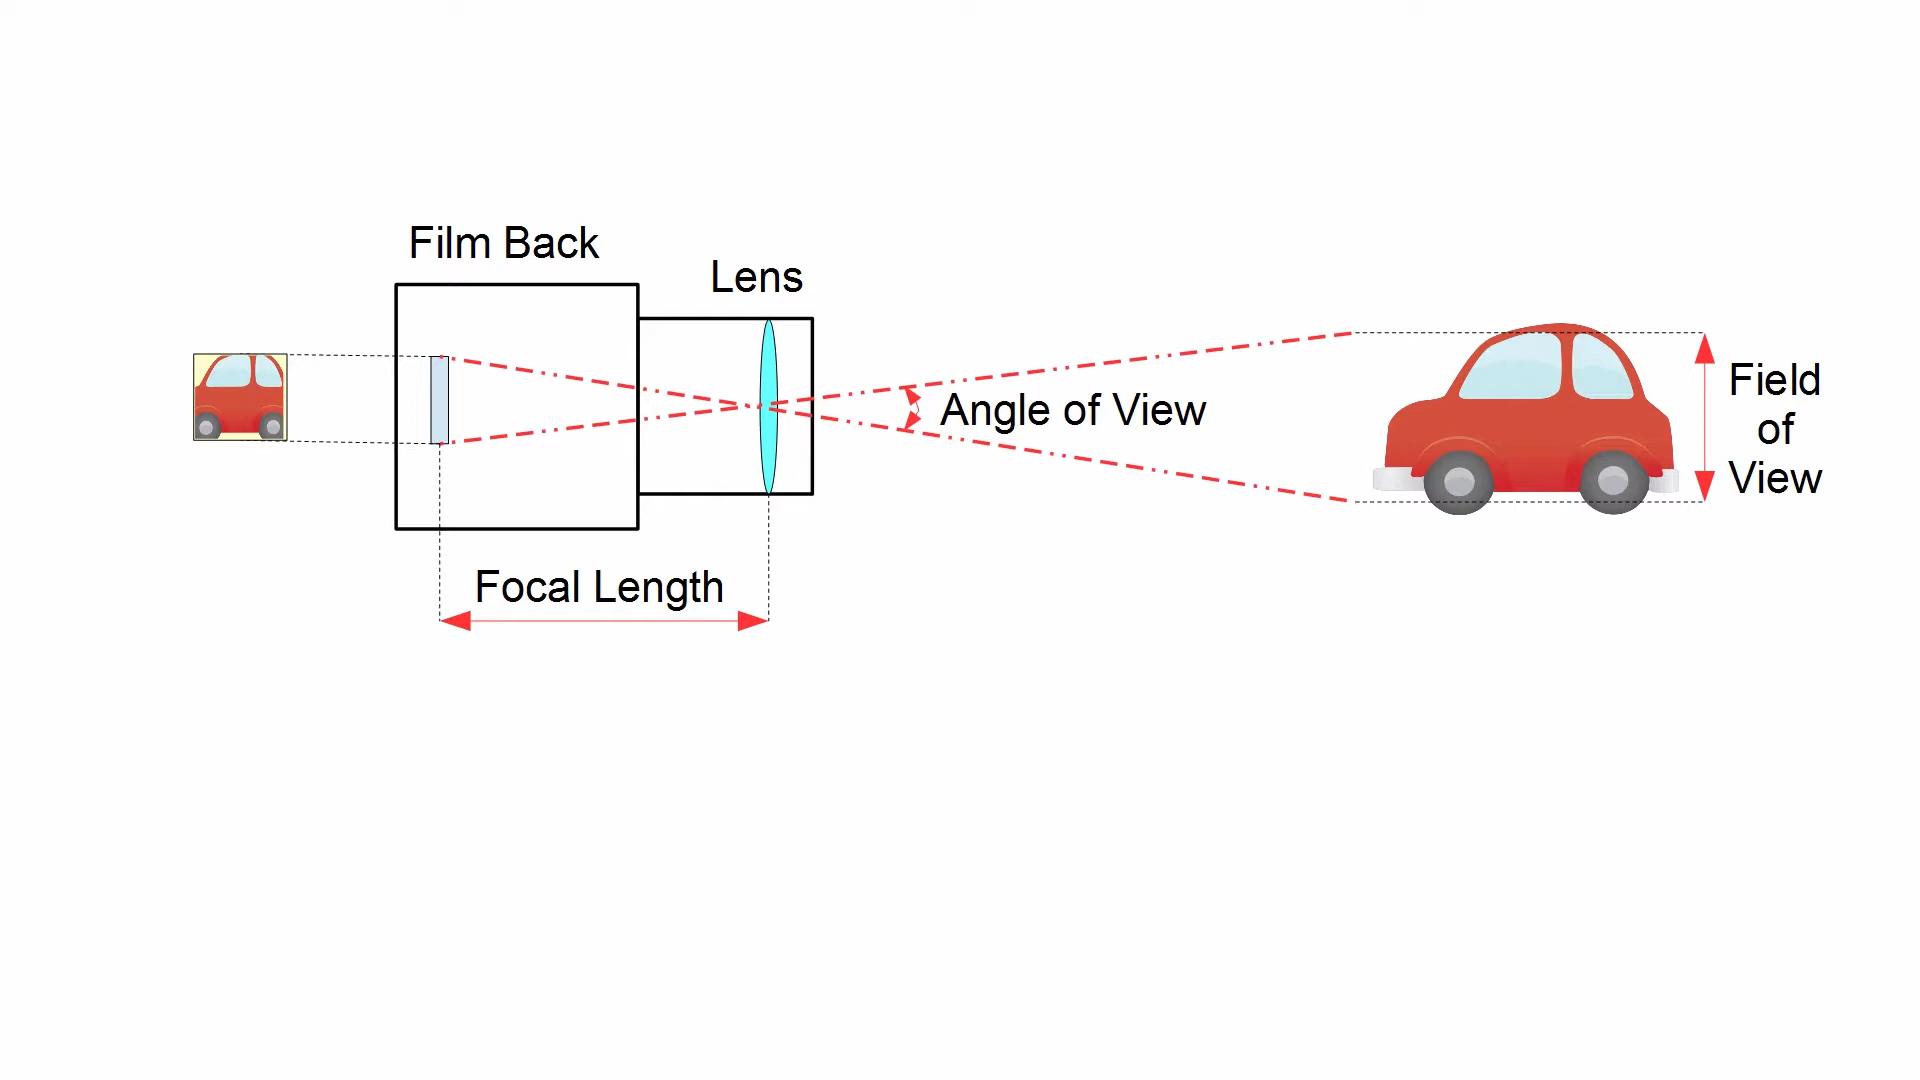 Film Back
Lens
Angle of View
Field
of
View
Focal Length